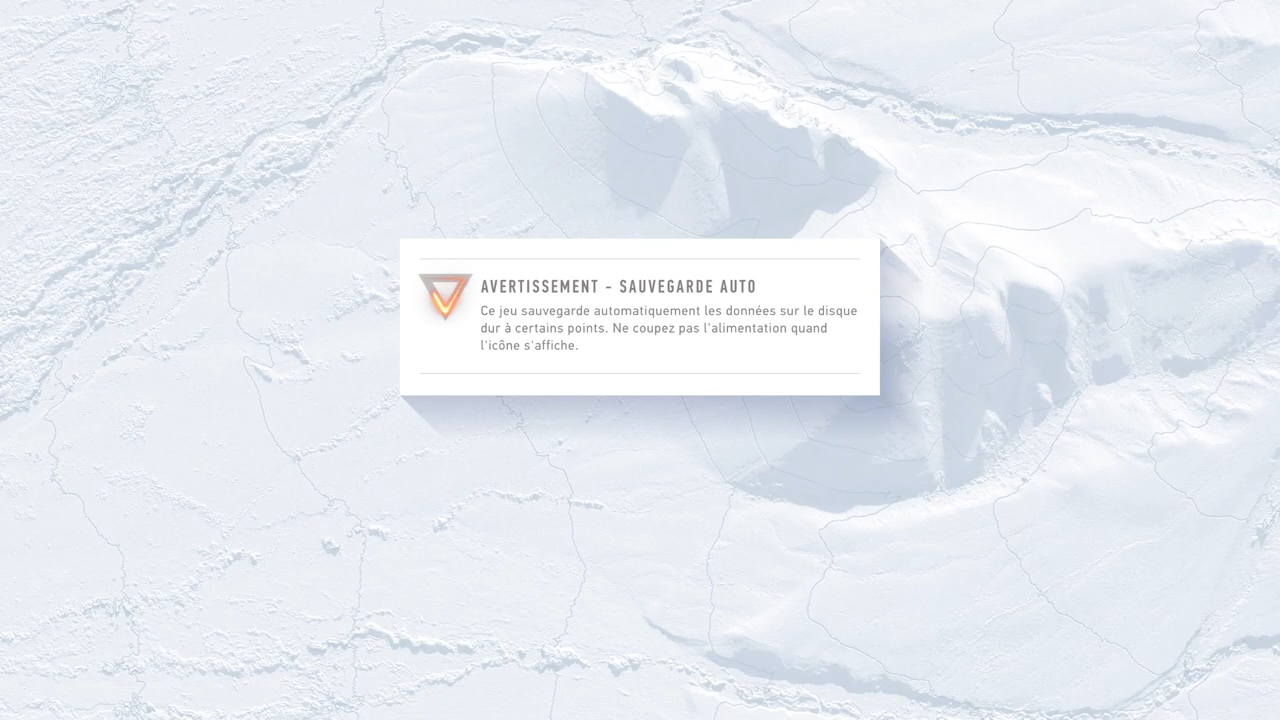 AVERTISSEMENT - SAUVEGARDE AUTO
Ce jeu sauvegarde automatiquement les données sur le disque
dur à certains points. Ne coupez pas l'alimentation quand
l'icône s'affiche.